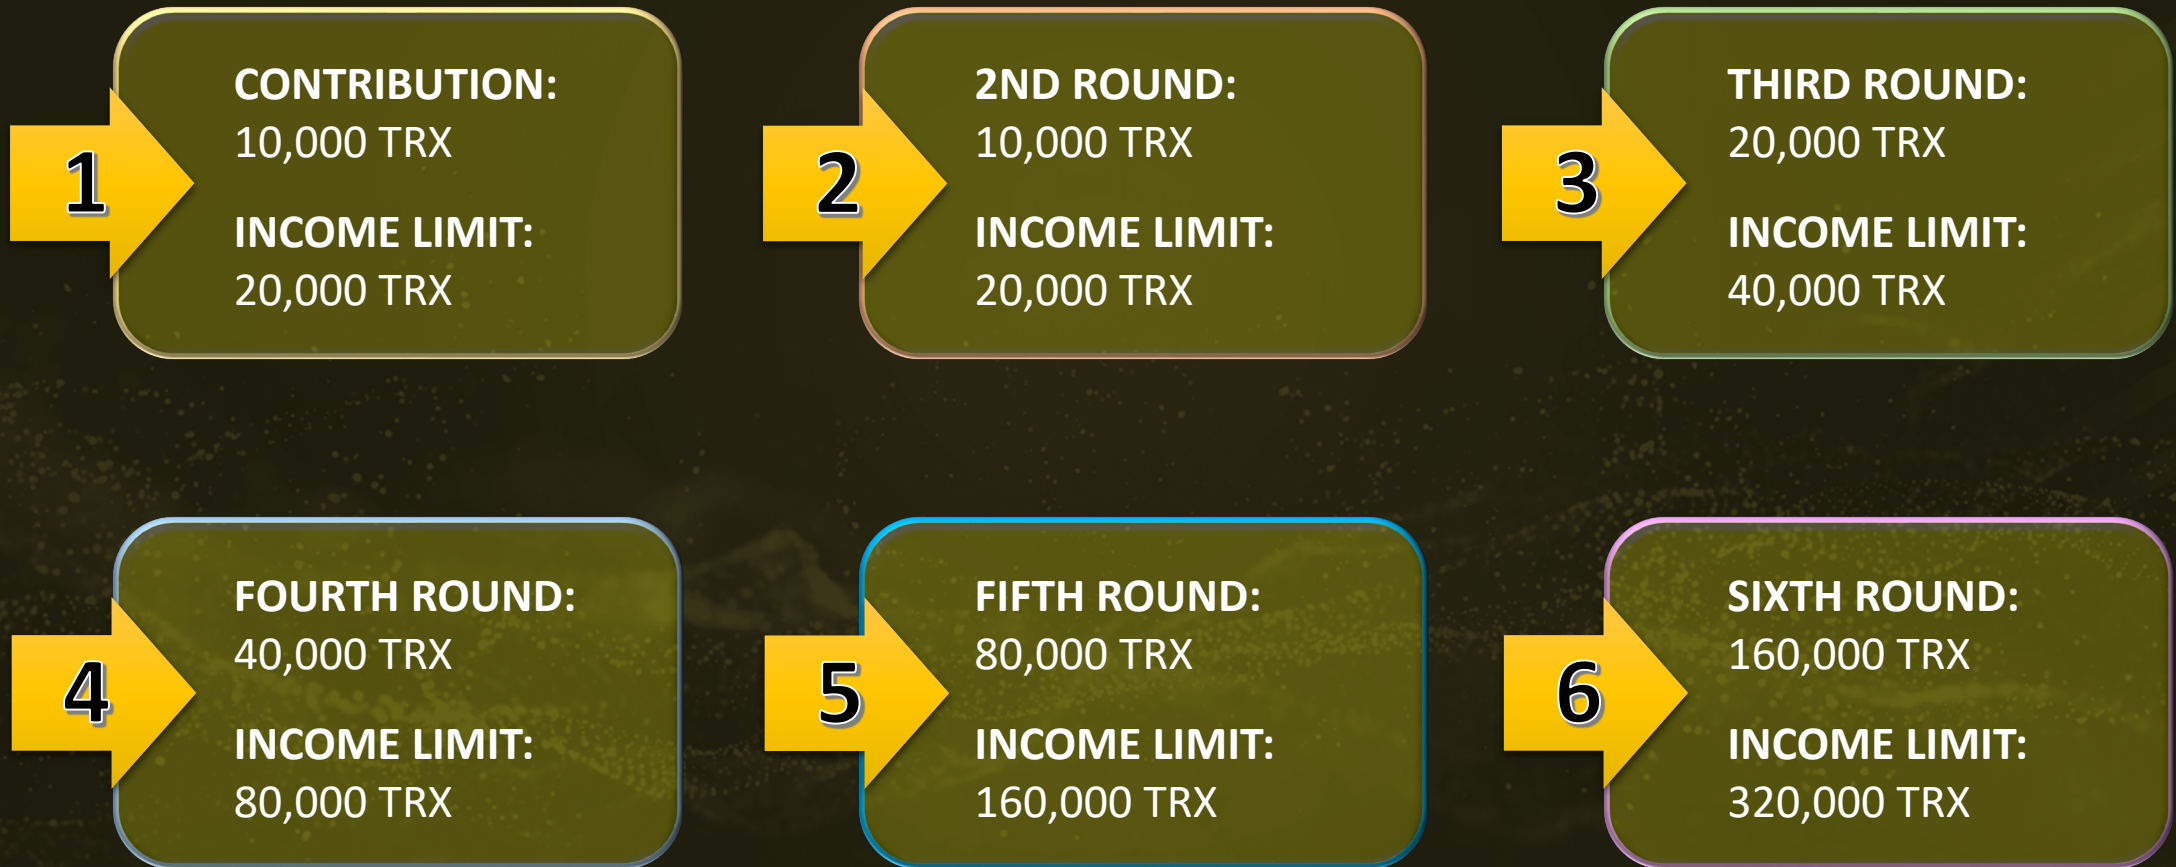 1
CONTRIBUTION:
10,000 TRX
INCOME LIMIT:
20,000 TRX
2
2ND ROUND:
10,000 TRX
INCOME LIMIT:
20,000 TRX
3
THIRD ROUND:
20,000 TRX
INCOME LIMIT:
40,000 TRX
4
FOURTH ROUND:
40,000 TRX
INCOME LIMIT:
80,000 TRX
5
FIFTH ROUND:
80,000 TRX
INCOME LIMIT:
160,000 TRX
6
SIXTH ROUND:
160,000 TRX
INCOME LIMIT:
320,000 TRX